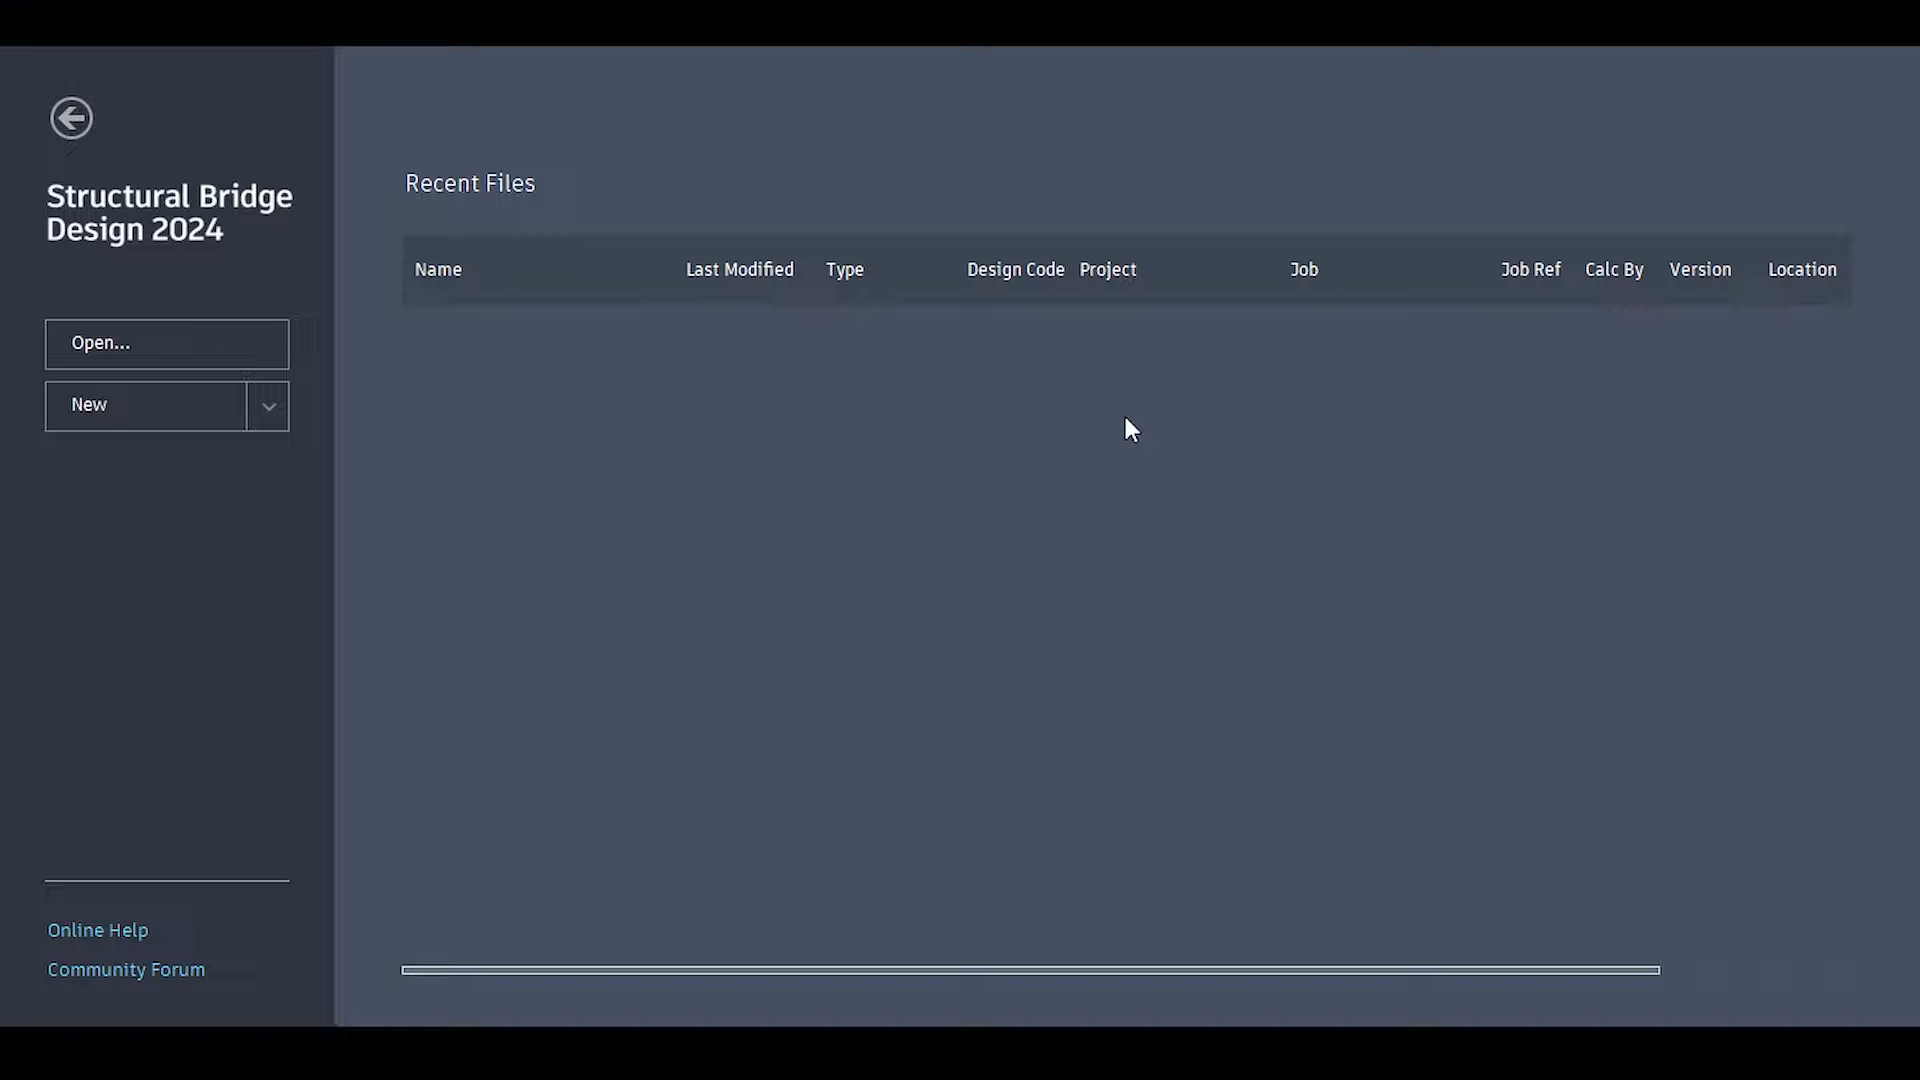 Structural Bridge
Design 2024
Open...
New
Online Help
Community Forum
Recent Files
Name Last Modified Type Design Code Project Job Job Ref Calc By Version Location